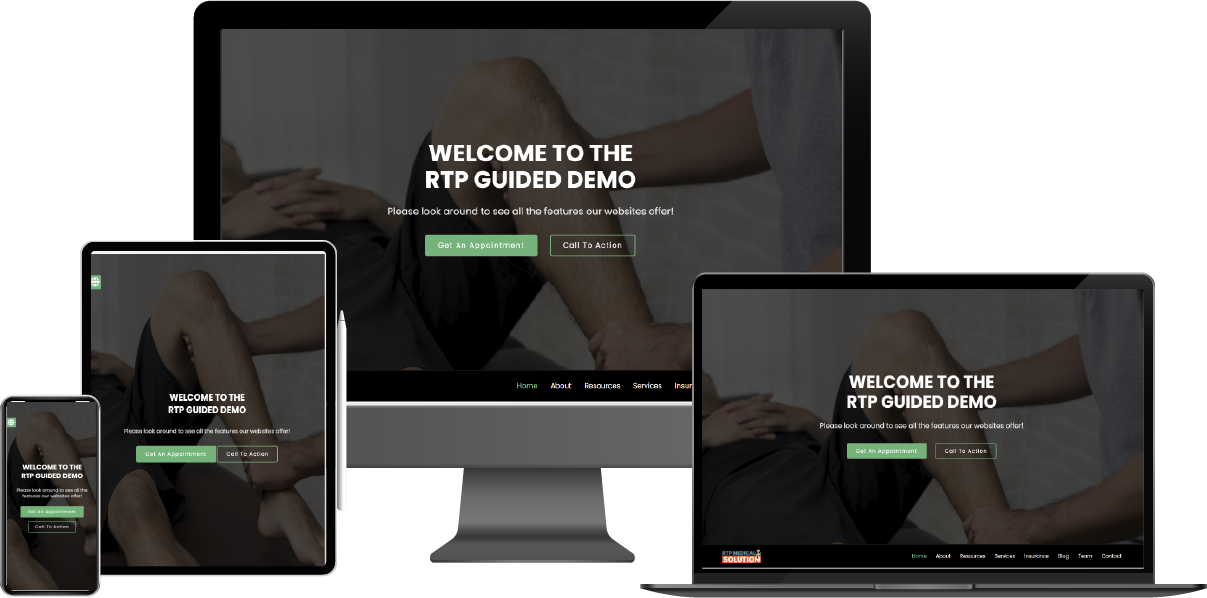 WELCOME TO THE
RTP GUIDED DEMO
Please look around to see all the features our websites offer!
Get An Appointment
Call To Action
Home About Resources Services Insur
WELCOME TO THE
RTP GUIDED DEMO
Please look around to see all the features our websites offer!
Get An Appointment
Call To Action
WELCOME TO THE
RTP GUIDED DEMO
Please look around to see all the
features our websites offer!
Get An Appointment
Call To Action
WELCOME TO THE
RTP GUIDED DEMO
Please look around to see all the features our websites offer!
Get An Appointment
Call To Action
RTP MEDICAL
SOLUTION
Home About Resources Services Insurance Blog Team Contact